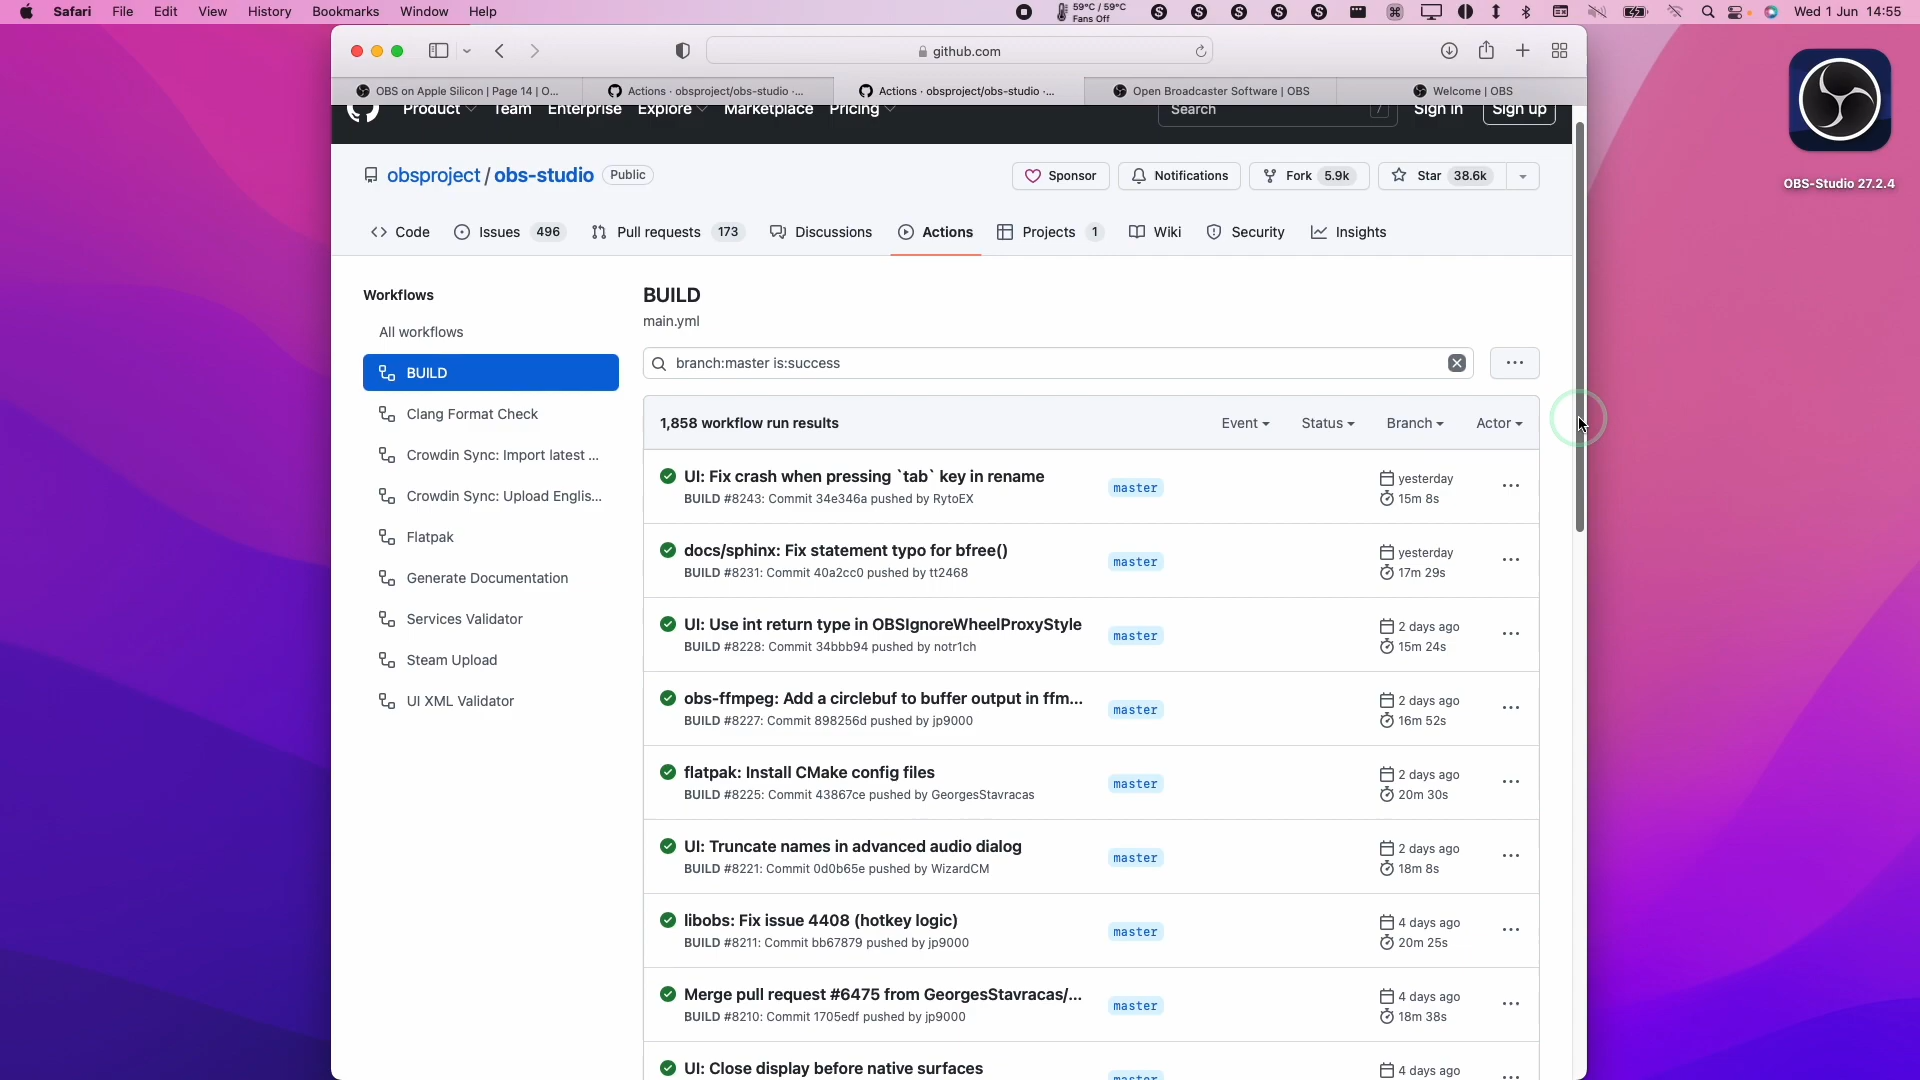 Safari File Edit View History Bookmarks Window Help
59°C / 59°C
Fans Off
Wed 1 Jun 14:55
github.com
OBS on Apple Silicon | Page 14 | O...
Actions · obsproject/obs-studio ·...
Actions · obsproject/obs-studio ·...
Open Broadcaster Software | OBS
Welcome | OBS
Product Team Enterprise Explore Marketplace Pricing
Search / Sign in Sign up
OBS-Studio 27.2.4
obsproject / obs-studio Public
Sponsor Notifications Fork 5.9k Star 38.6k
Code Issues 496 Pull requests 173 Discussions Actions Projects 1 Wiki Security Insights
Workflows
All workflows
BUILD
Clang Format Check
Crowdin Sync: Import latest ...
Crowdin Sync: Upload Englis...
Flatpak
Generate Documentation
Services Validator
Steam Upload
UI XML Validator
BUILD
main.yml
branch:master is:success
1,858 workflow run results
Event Status Branch Actor
UI: Fix crash when pressing `tab` key in rename
BUILD #8243: Commit 34e346a pushed by RytoEX
master
yesterday
15m 8s
docs/sphinx: Fix statement typo for bfree()
BUILD #8231: Commit 40a2cc0 pushed by tt2468
master
yesterday
17m 29s
UI: Use int return type in OBSIgnoreWheelProxyStyle
BUILD #8228: Commit 34bbb94 pushed by notr1ch
master
2 days ago
15m 24s
obs-ffmpeg: Add a circlebuf to buffer output in ffm...
BUILD #8227: Commit 898256d pushed by jp9000
master
2 days ago
16m 52s
flatpak: Install CMake config files
BUILD #8225: Commit 43867ce pushed by GeorgesStavracas
master
2 days ago
20m 30s
UI: Truncate names in advanced audio dialog
BUILD #8221: Commit 0d0b65e pushed by WizardCM
master
2 days ago
18m 8s
libobs: Fix issue 4408 (hotkey logic)
BUILD #8211: Commit bb67879 pushed by jp9000
master
4 days ago
20m 25s
Merge pull request #6475 from GeorgesStavracas/...
BUILD #8210: Commit 1705edf pushed by jp9000
master
4 days ago
18m 38s
UI: Close display before native surfaces
master
4 days ago